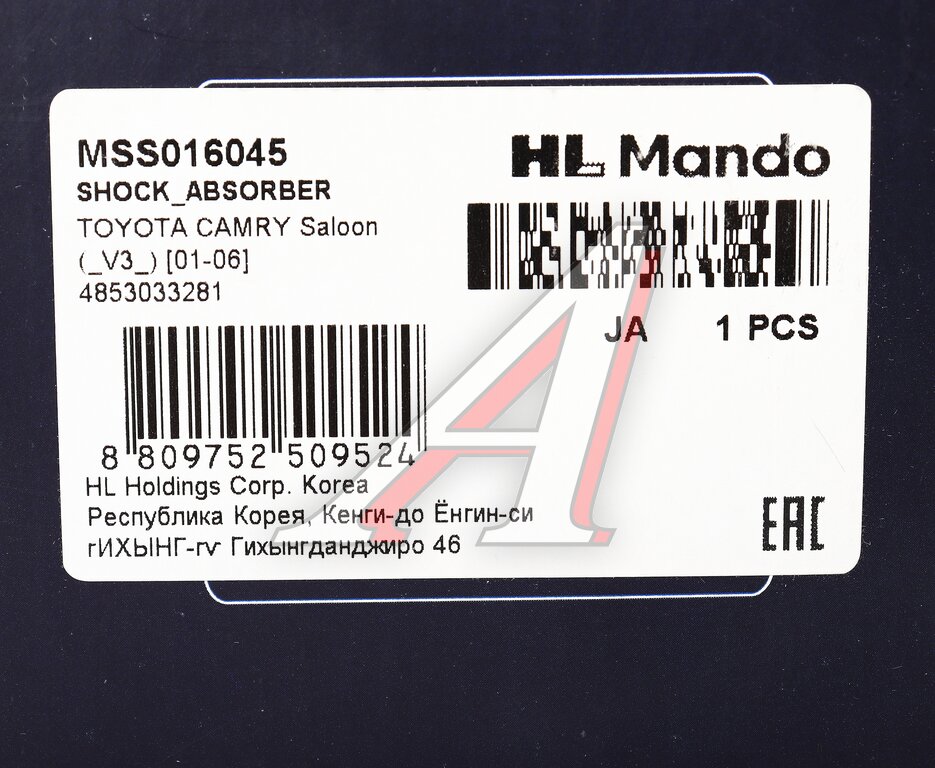 MSS016045
SHOCK_ABSORBER
TOYOTA CAMRY Saloon
(_V3_) [01-06]
4853033281
HL Mando
JA 1 PCS
8 809752 509524
HL Holdings Corp. Korea
Республика Корея, Кенги-до Ёнгин-си
гИХЫНГ-гv Гихынгданджиро 46
EAC